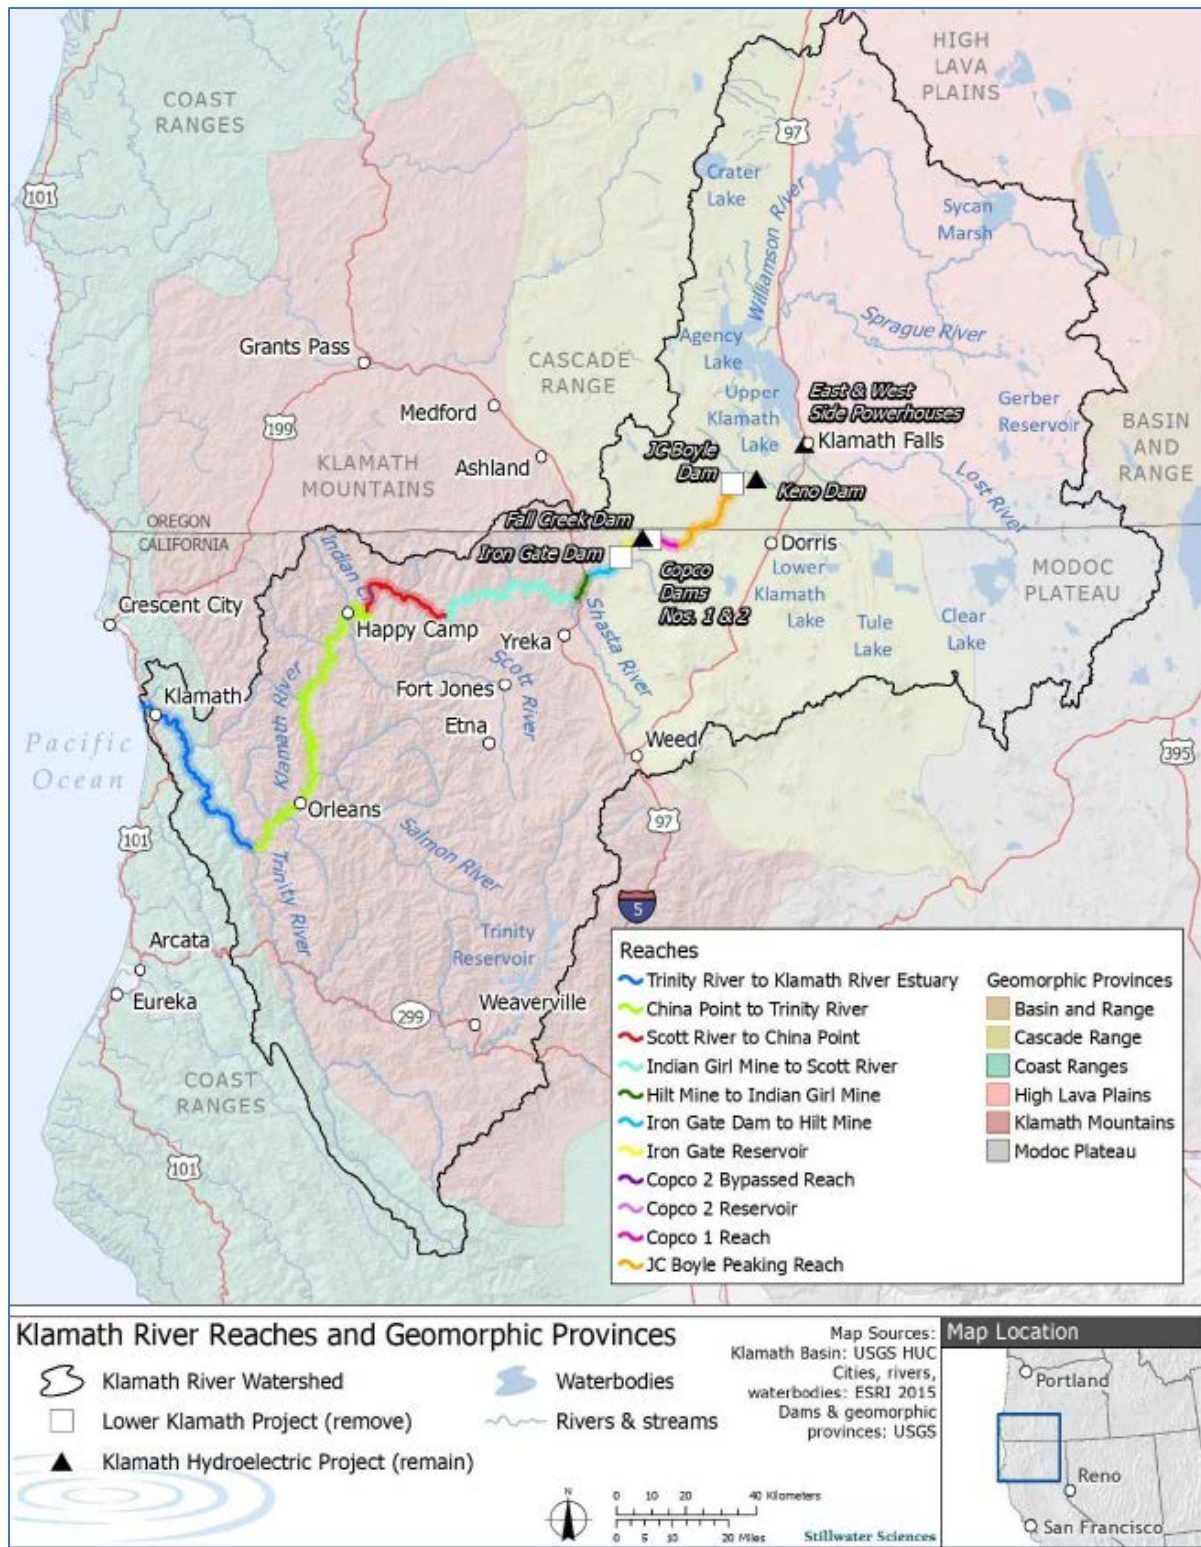 HIGH
LAVA
PLAINS
COAST
RANGES
97
Crater
Lake
101
Williamson River
Sycan
Marsh
Sprague River
Agency
Lake
Grants Pass
CASCADE
RANGE
Upper
Klamath
Lake
East & West
Side Powerhouses
Gerber
Reservoir
Medford
199
Klamath Falls
BASIN
AND
RANGE
JC Boyle
Dam
Ashland
KLAMATH
MOUNTAINS
Keno Dam
Lost River
OREGON
CALIFORNIA
Fall Creek Dam
Iron Gate Dam
Indian C
Dorris
Copco
Dams
Nos. 1 & 2
Lower
Klamath
Lake
MODOC
PLATEAU
Crescent City
Happy Camp
Yreka
Shasta River
Tule
Lake
Clear
Lake
Scott River
Fort Jones
Klamath
Klamath River
Etna
Weed
Pacific
Ocean
395
Orleans
101
97
Salmon River
Trinity River
5
Arcata
Trinity
Reservoir
Eureka
Weaverville
299
COAST
RANGES
101
Reaches
Trinity River to Klamath River Estuary
China Point to Trinity River
Scott River to China Point
Indian Girl Mine to Scott River
Hilt Mine to Indian Girl Mine
Iron Gate Dam to Hilt Mine
Iron Gate Reservoir
Copco 2 Bypassed Reach
Copco 2 Reservoir
Copco 1 Reach
JC Boyle Peaking Reach
Geomorphic Provinces
Basin and Range
Cascade Range
Coast Ranges
High Lava Plains
Klamath Mountains
Modoc Plateau
Klamath River Reaches and Geomorphic Provinces
Klamath River Watershed
Lower Klamath Project (remove)
Klamath Hydroelectric Project (remain)
Waterbodies
Rivers & streams
Map Sources:
Klamath Basin: USGS HUC
Cities, rivers,
waterbodies: ESRI 2015
Dams & geomorphic
provinces: USGS
N
0 10 20 40 Kilometers
0 5 10 20 Miles
Stillwater Sciences
Map Location
Portland
Reno
San Francisco